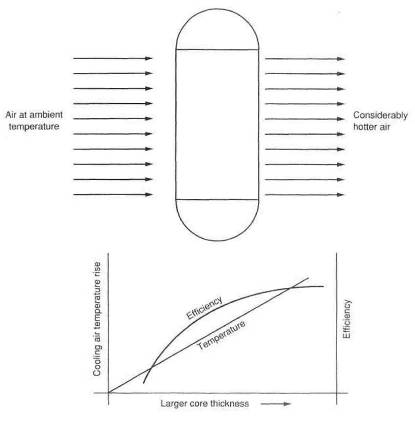 Air at ambient
temperature
Considerably
hotter air
Cooling air temperature rise
Efficiency
Temperature
Efficiency
Larger core thickness